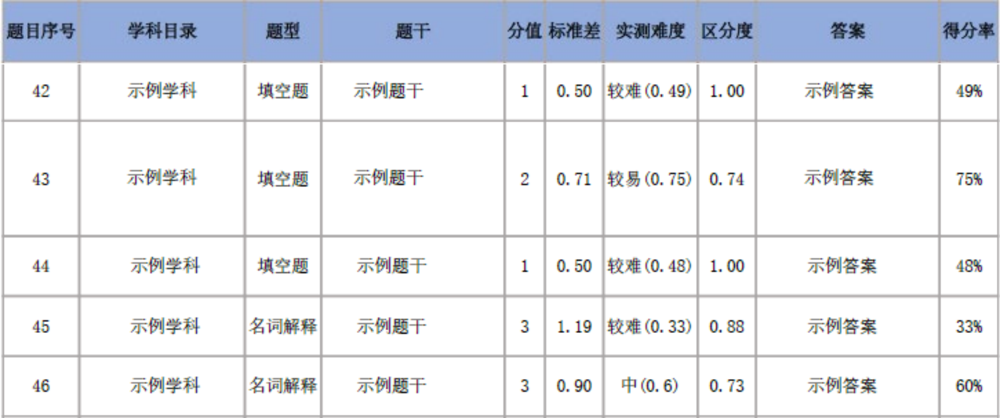 题目序号 学科目录 题型 题干 分值 标准差 实测难度 区分度 答案 得分率
42 示例学科 填空题 示例题干 1 0.50 较难(0.49) 1.00 示例答案 49%
43 示例学科 填空题 示例题干 2 0.71 较易(0.75) 0.74 示例答案 75%
44 示例学科 填空题 示例题干 1 0.50 较难(0.48) 1.00 示例答案 48%
45 示例学科 名词解释 示例题干 3 1.19 较难(0.33) 0.88 示例答案 33%
46 示例学科 名词解释 示例题干 3 0.90 中(0.6) 0.73 示例答案 60%